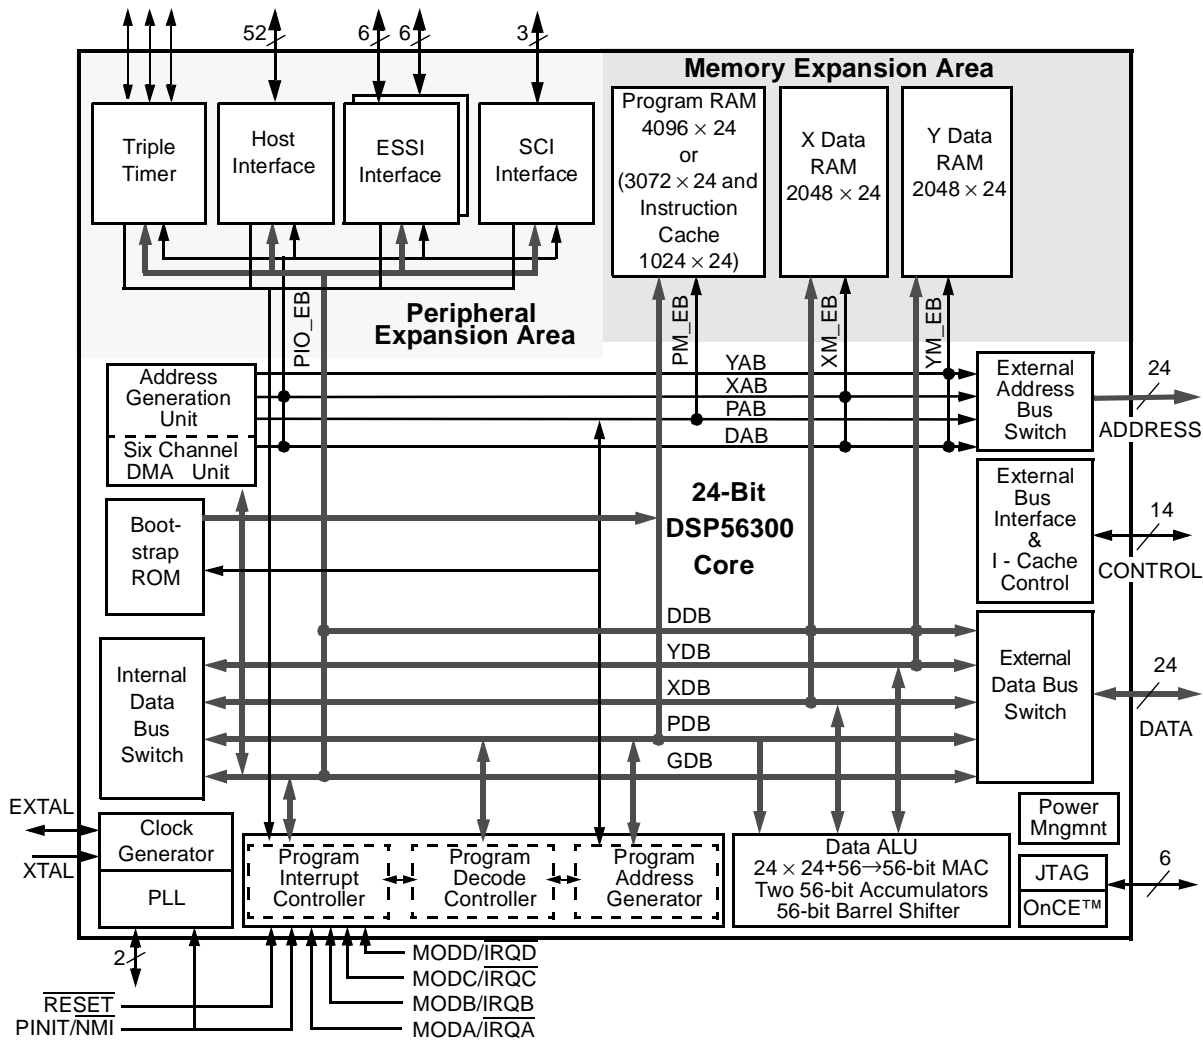 52
6
6
3
Memory Expansion Area
Triple
Timer
Host
Interface
ESSI
Interface
SCI
Interface
Program RAM
4096 × 24
or
(3072 × 24 and
Instruction
Cache
1024 × 24)
X Data
RAM
2048 × 24
Y Data
RAM
2048 × 24
Peripheral
Expansion Area
PIO_EB
PM_EB
XM_EB
YM_EB
Address
Generation
Unit
Six Channel
DMA Unit
YAB
XAB
PAB
DAB
External
Address
Bus
Switch
24
ADDRESS
Boot-
strap
ROM
24-Bit
DSP56300
Core
External
Bus
Interface
&
I - Cache
Control
14
CONTROL
Internal
Data
Bus
Switch
DDB
YDB
XDB
PDB
GDB
External
Data Bus
Switch
24
DATA
EXTAL
XTAL
Clock
Generator
PLL
2
Program
Interrupt
Controller
Program
Decode
Controller
Program
Address
Generator
Data ALU
24 × 24+56→56-bit MAC
Two 56-bit Accumulators
56-bit Barrel Shifter
Power
Mngmnt
JTAG
OnCE™
6
MODD/IRQD
MODC/IRQC
MODB/IRQB
MODA/IRQA
RESET
PINIT/NMI